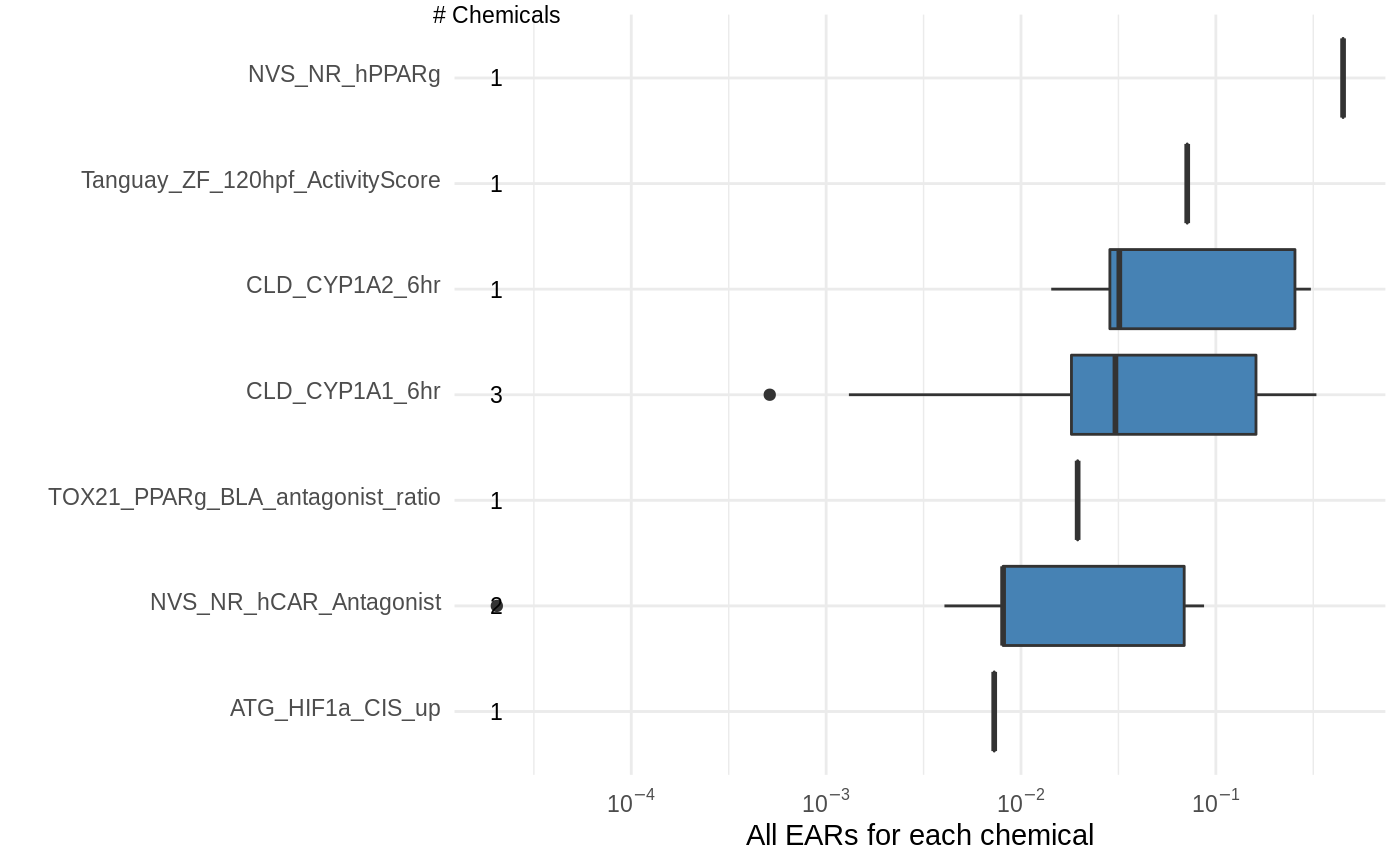 # Chemicals
NVS_NR_hPPARg 1
Tanguay_ZF_120hpf_ActivityScore 1
CLD_CYP1A2_6hr 1
CLD_CYP1A1_6hr 3
TOX21_PPARg_BLA_antagonist_ratio 1
NVS_NR_hCAR_Antagonist 2
ATG_HIF1a_CIS_up 1
10⁻⁴ 10⁻³ 10⁻² 10⁻¹
All EARs for each chemical